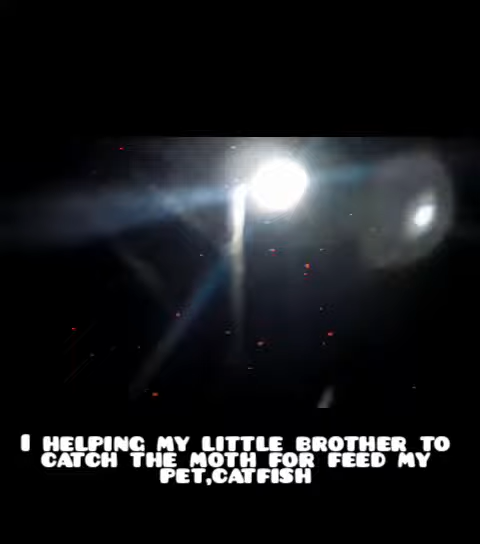 I HELPING MY LITTLE BROTHER TO
CATCH THE MOTH FOR FEED MY
PET,CATFISH